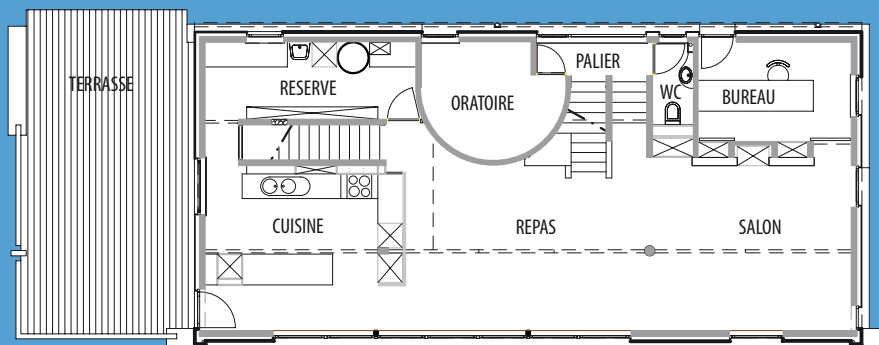 TERRASSE
RESERVE
ORATOIRE
PALIER
WC
BUREAU
CUISINE
REPAS
SALON